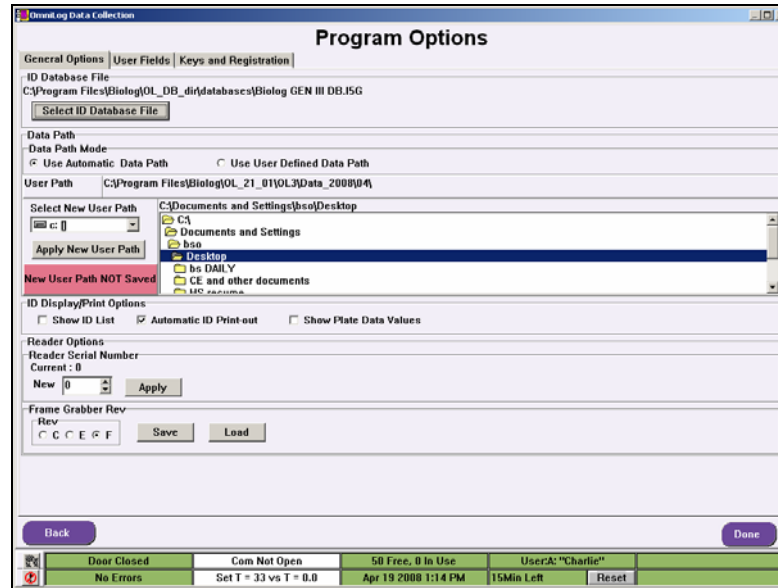 OmniLog Data Collection
Program Options
General Options User Fields Keys and Registration
ID Database File
C:\Program Files\Biolog\OL_DB_dir\databases\Biolog GEN III DB.I5G
Select ID Database File
Data Path
Data Path Mode
Use Automatic Data Path Use User Defined Data Path
User Path C:\Program Files\Biolog\OL_21_01\OL3\Data_2008\04\
Select New User Path C:\Documents and Settings\bso\Desktop
c: []
C:\
Documents and Settings
bso
Apply New User Path
Desktop
bs DAILY
New User Path NOT Saved
CE and other documents
HS resume
ID Display/Print Options
Show ID List Automatic ID Print-out Show Plate Data Values
Reader Options
Reader Serial Number
Current : 0
New 0 Apply
Frame Grabber Rev
Rev
C E F Save Load
Back Done
Door Closed Com Not Open 50 Free, 0 In Use User:A: "Charlie"
No Errors Set T = 33 vs T = 0.0 Apr 19 2008 1:14 PM 15Min Left Reset